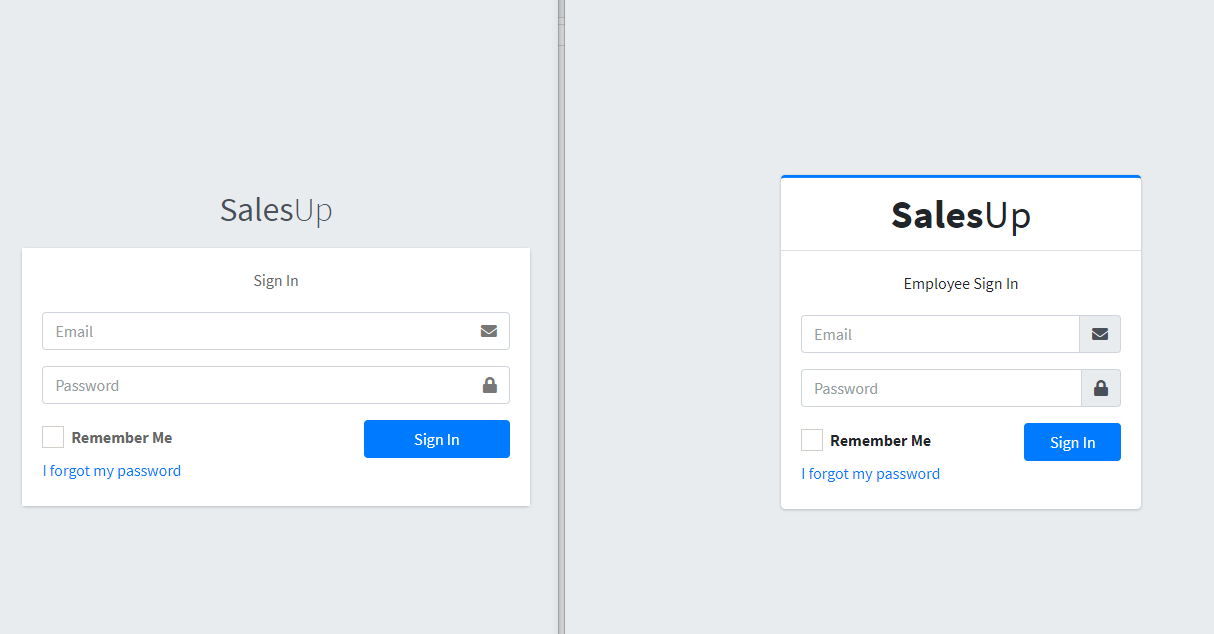 SalesUp
Sign In
Email
Password
Remember Me
Sign In
I forgot my password
SalesUp
Employee Sign In
Email
Password
Remember Me
Sign In
I forgot my password